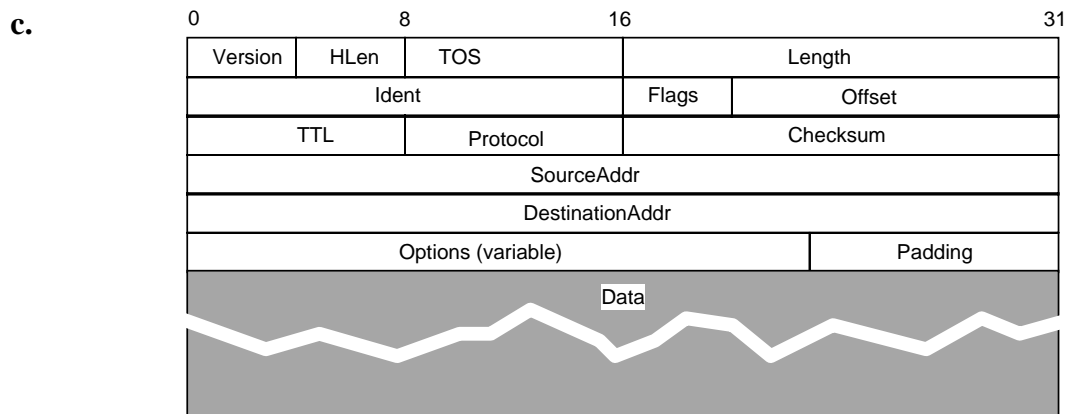 c.
0 8 16 31
Version HLen TOS Length
Ident Flags Offset
TTL Protocol Checksum
SourceAddr
DestinationAddr
Options (variable) Padding
Data